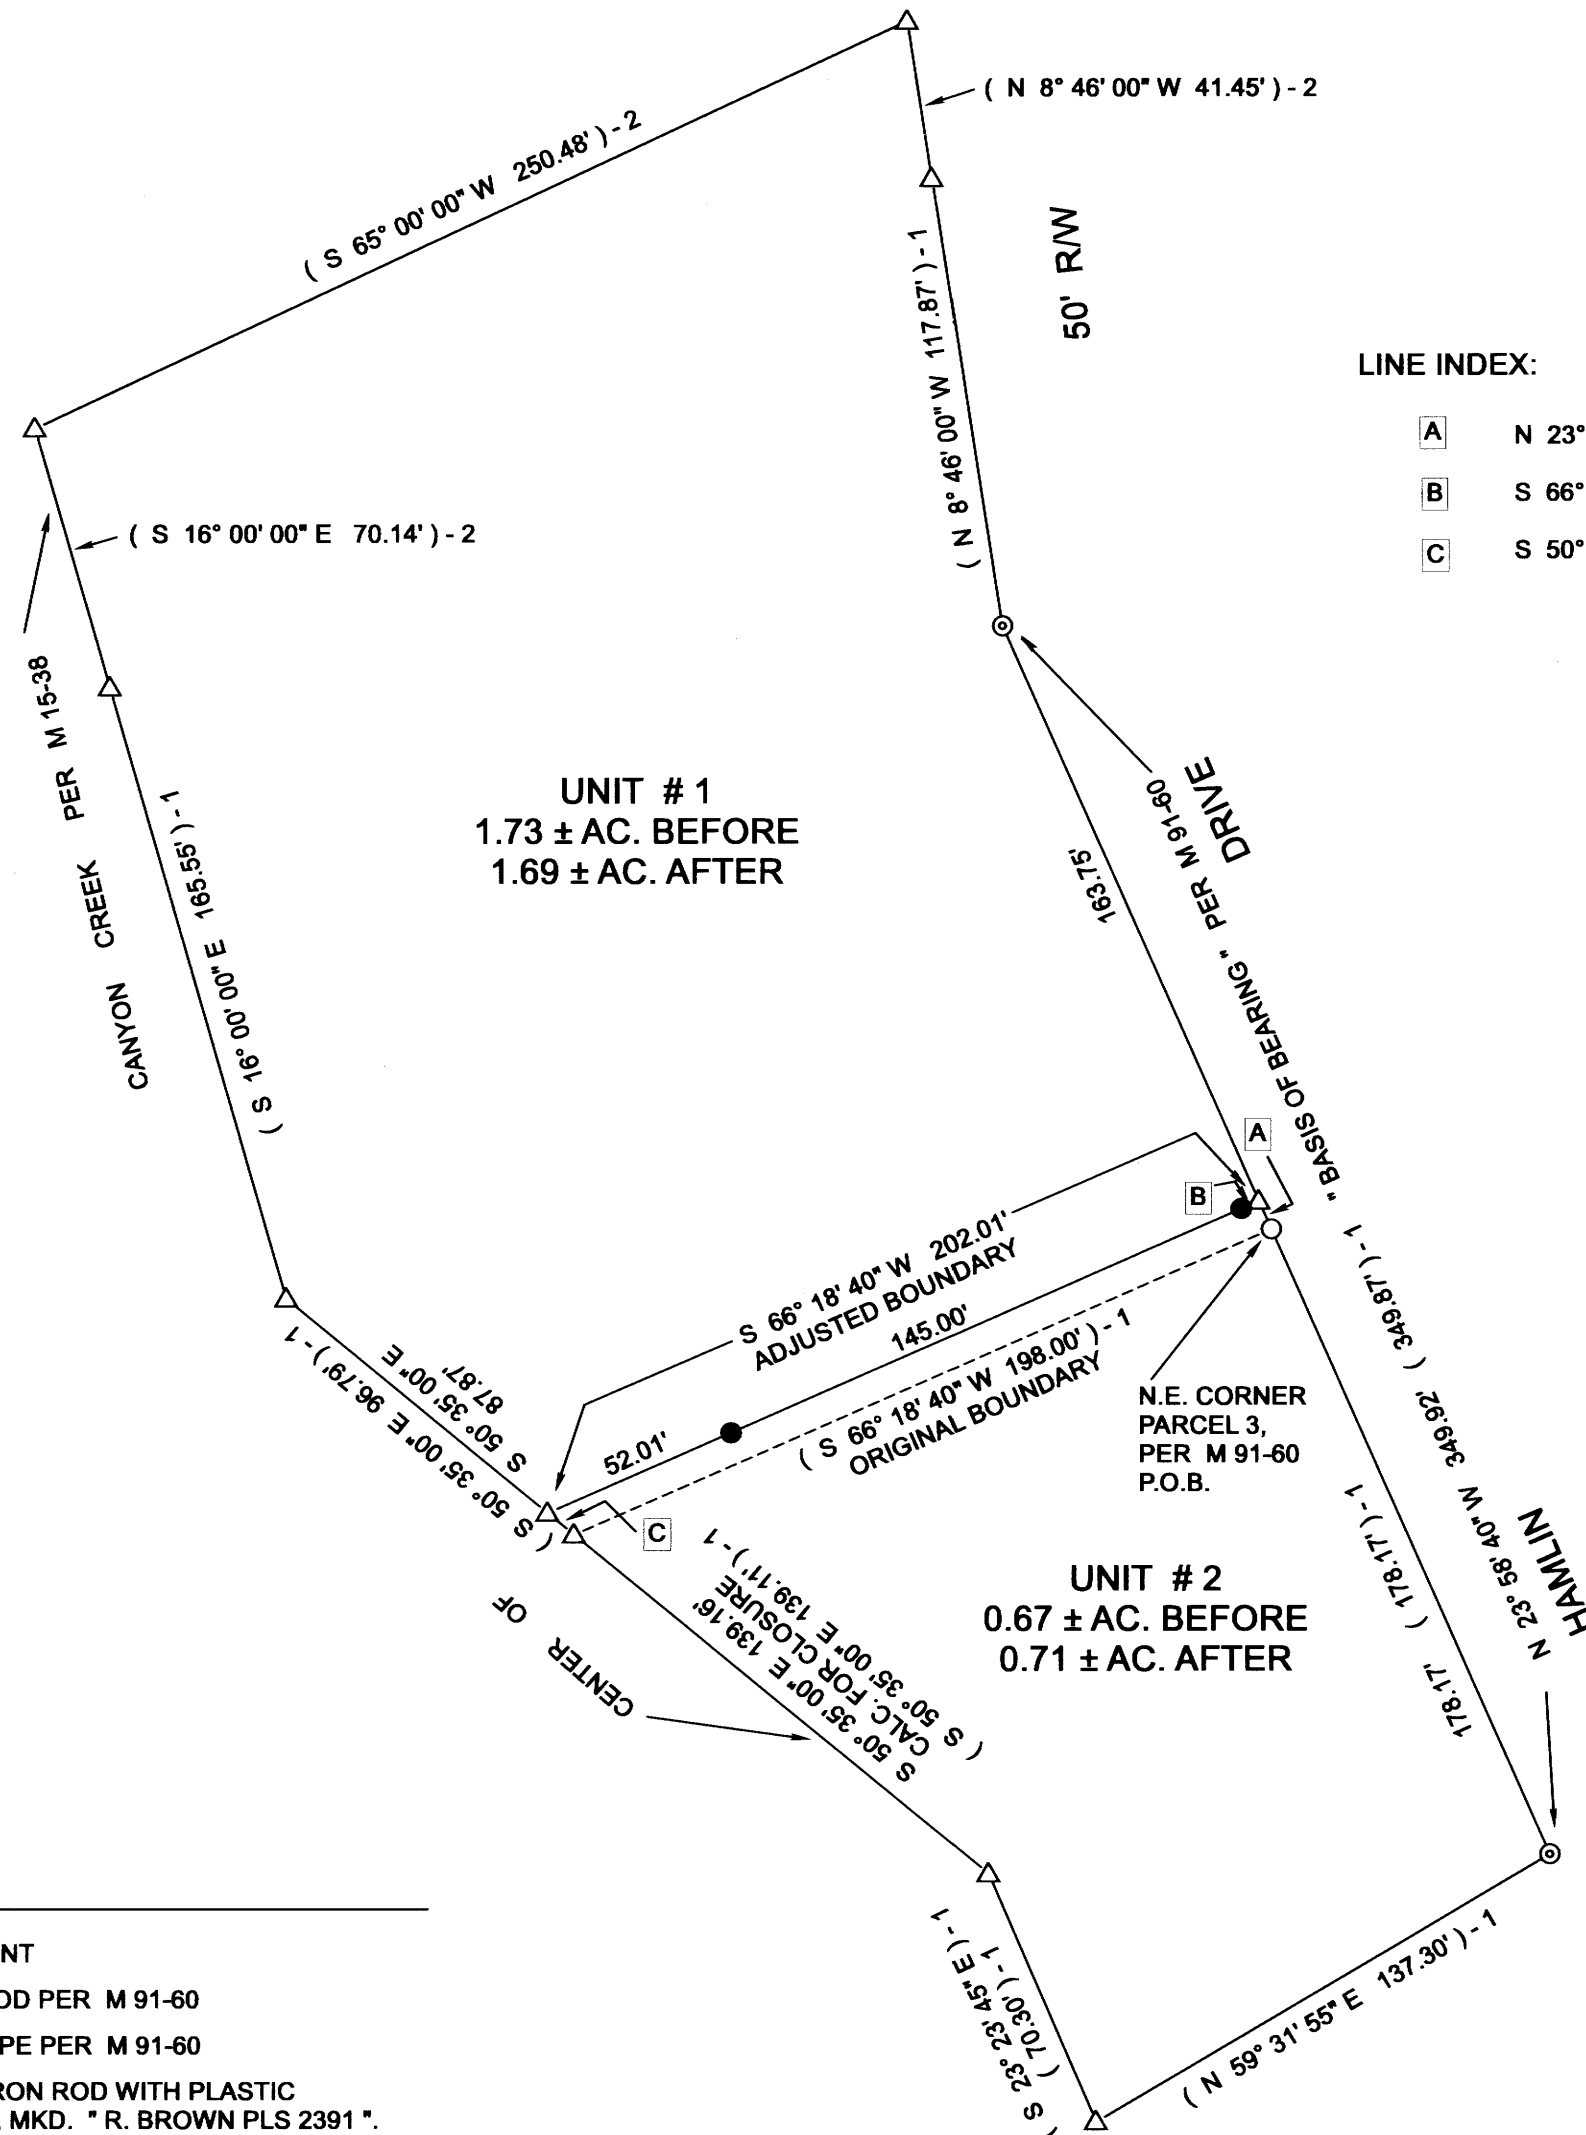 ( N 8° 46' 00" W 41.45' ) - 2
( S 65° 00' 00" W 250.48' ) - 2
50' R/W
( N 8° 46' 00" W 117.87' ) - 1
LINE INDEX:
A N 23°
B S 66°
C S 50°
( S 16° 00' 00" E 70.14' ) - 2
CANYON CREEK PER M 15-38
( S 16° 00' 00" E 165.55' ) - 1
UNIT # 1
1.73 ± AC. BEFORE
1.69 ± AC. AFTER
163.75'
DRIVE
" BASIS OF BEARING " PER M 91-60
A
B
S 66° 18' 40" W 202.01'
ADJUSTED BOUNDARY
145.00'
( S 66° 18' 40" W 198.00' ) - 1
ORIGINAL BOUNDARY
52.01'
N.E. CORNER
PARCEL 3,
PER M 91-60
P.O.B.
S 50° 35' 00" E
87.87'
( S 50° 35' 00" E 96.79' ) - 1
C
N 23° 58' 40" W 349.92' ( 349.87' ) - 1
HAMLIN
178.17' ( 178.17' ) - 1
UNIT # 2
0.67 ± AC. BEFORE
0.71 ± AC. AFTER
CENTER OF
S 50° 35' 00" E 139.16'
CALC. FOR CLOSURE
( S 50° 35' 00" E 139.11' ) - 1
( S 23° 23' 45" E ) - 1
( 70.30' ) - 1
( N 59° 31' 55" E 137.30' ) - 1
NT
OD PER M 91-60
PE PER M 91-60
RON ROD WITH PLASTIC
, MKD. " R. BROWN PLS 2391 ".